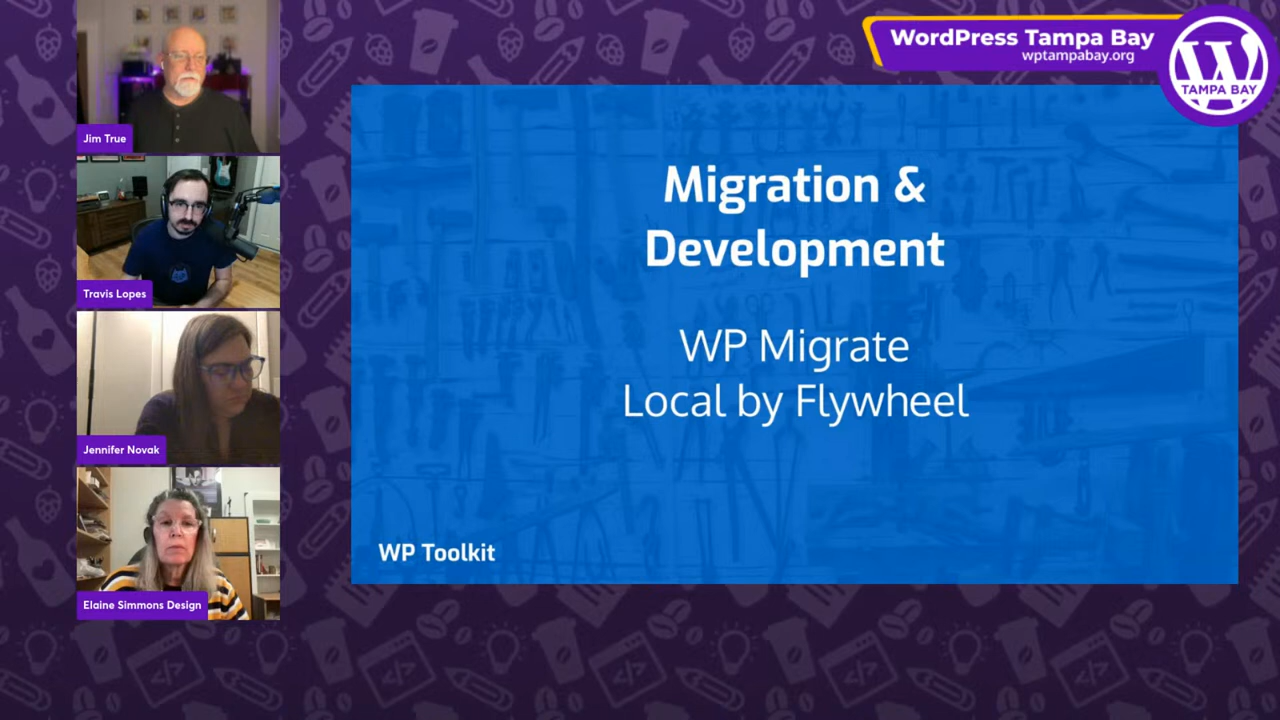 WordPress Tampa Bay
wptampabay.org
W
TAMPA BAY
Jim True
Travis Lopes
Jennifer Novak
Elaine Simmons Design
Migration &
Development
WP Migrate
Local by Flywheel
WP Toolkit